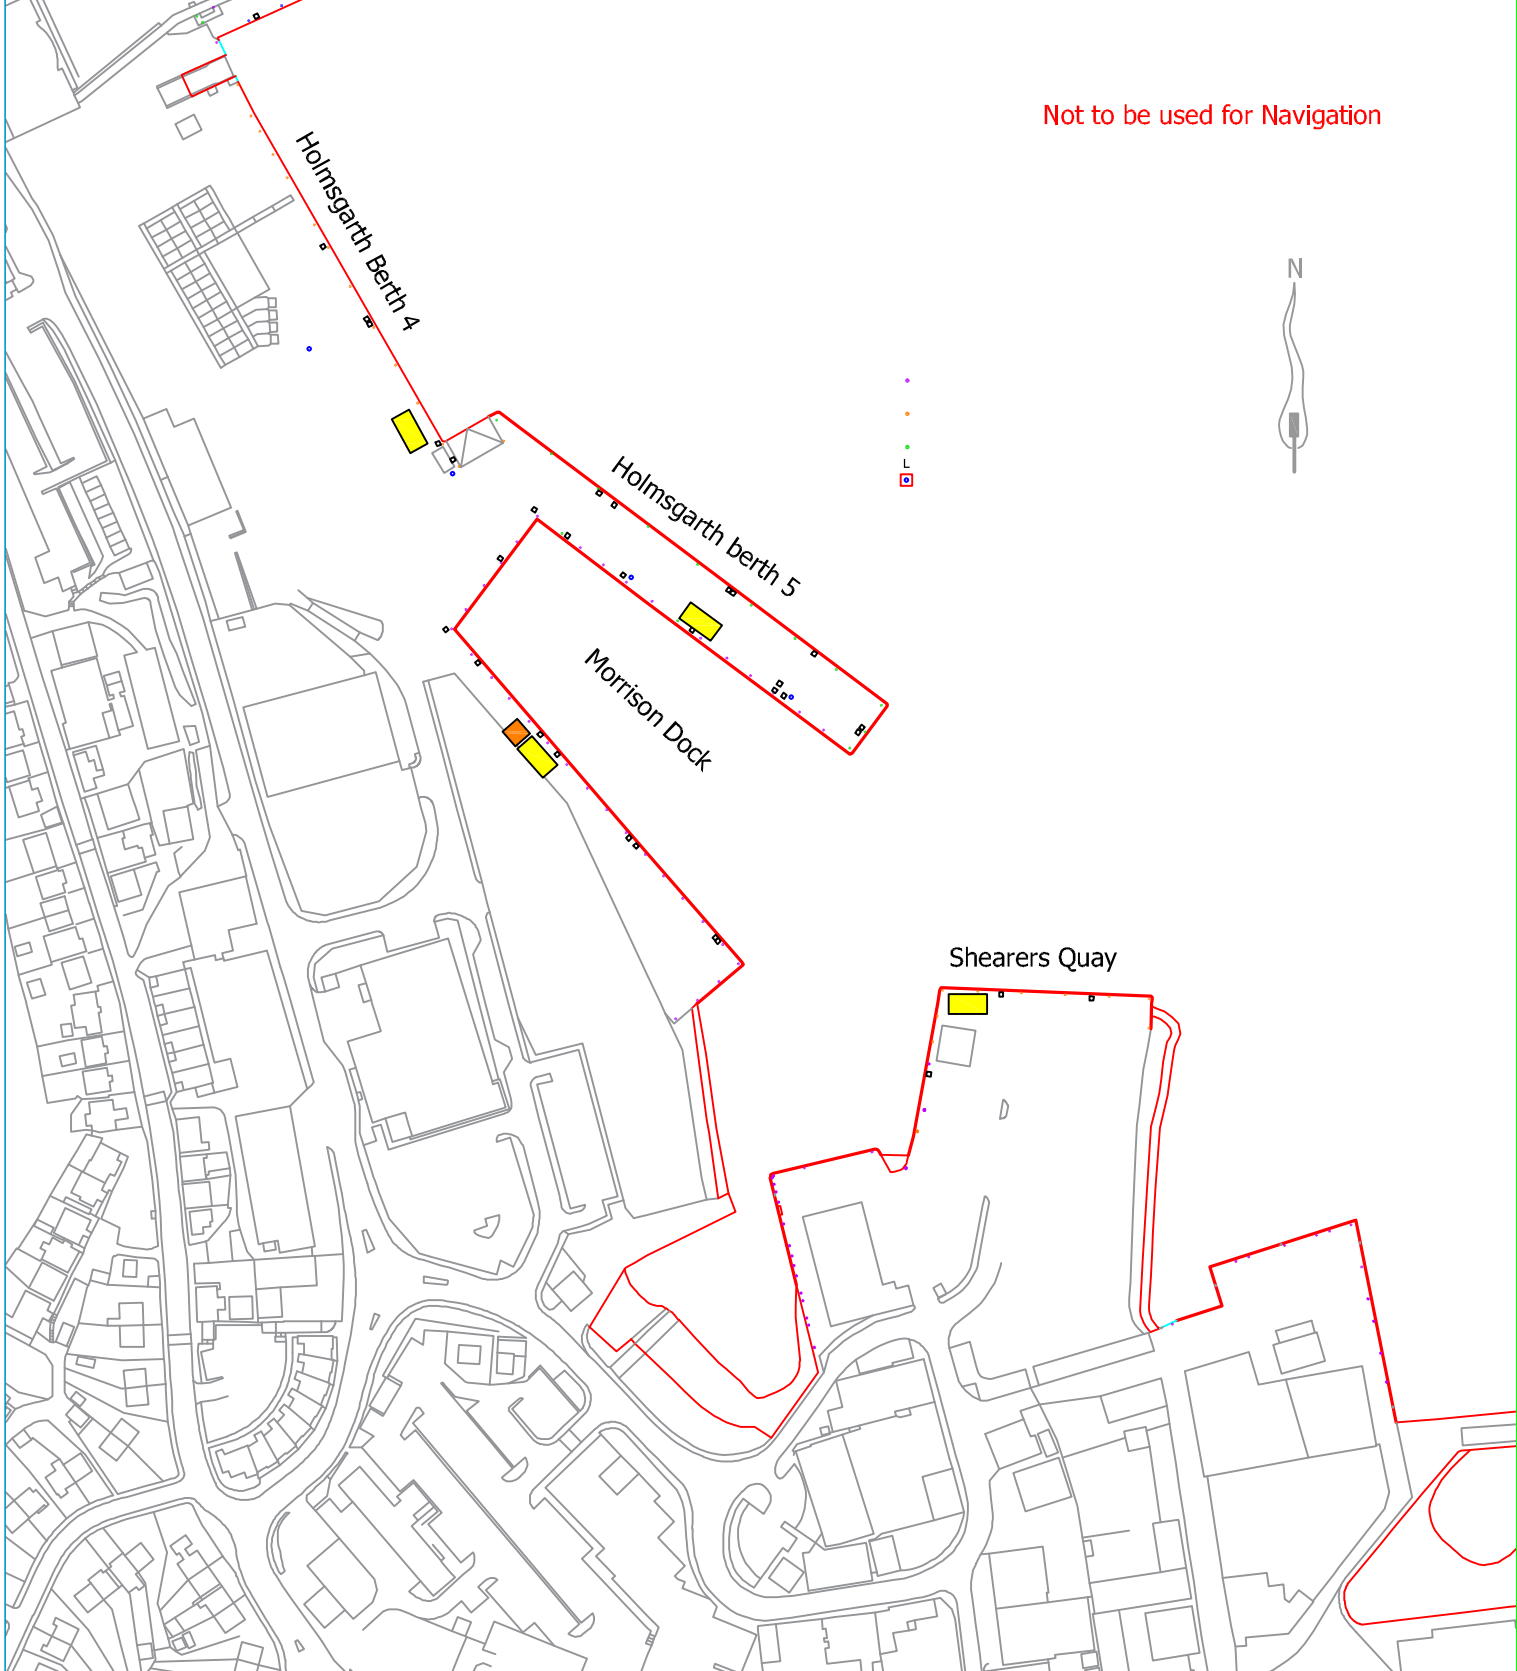 Not to be used for Navigation
Holmsgarth Berth 4
N
L
Holmsgarth berth 5
Morrison Dock
Shearers Quay